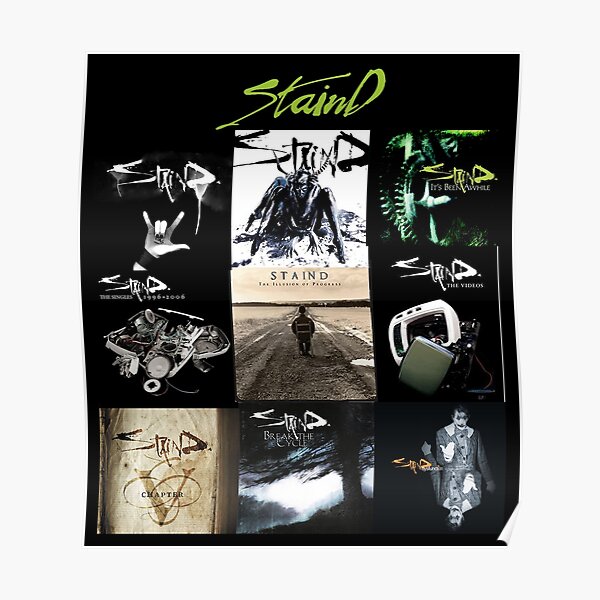 Staind
STAIND
STAIND.
STAIND
IT'S BEEN AWHILE
STAIND.
THE SINGLES 1996-2006
STAIND
THE ILLUSION OF PROGRESS
STAIND.
THE VIDEOS
STAIND.
CHAPTER
V
STAIND.
BREAK THE
CYCLE
STAIND